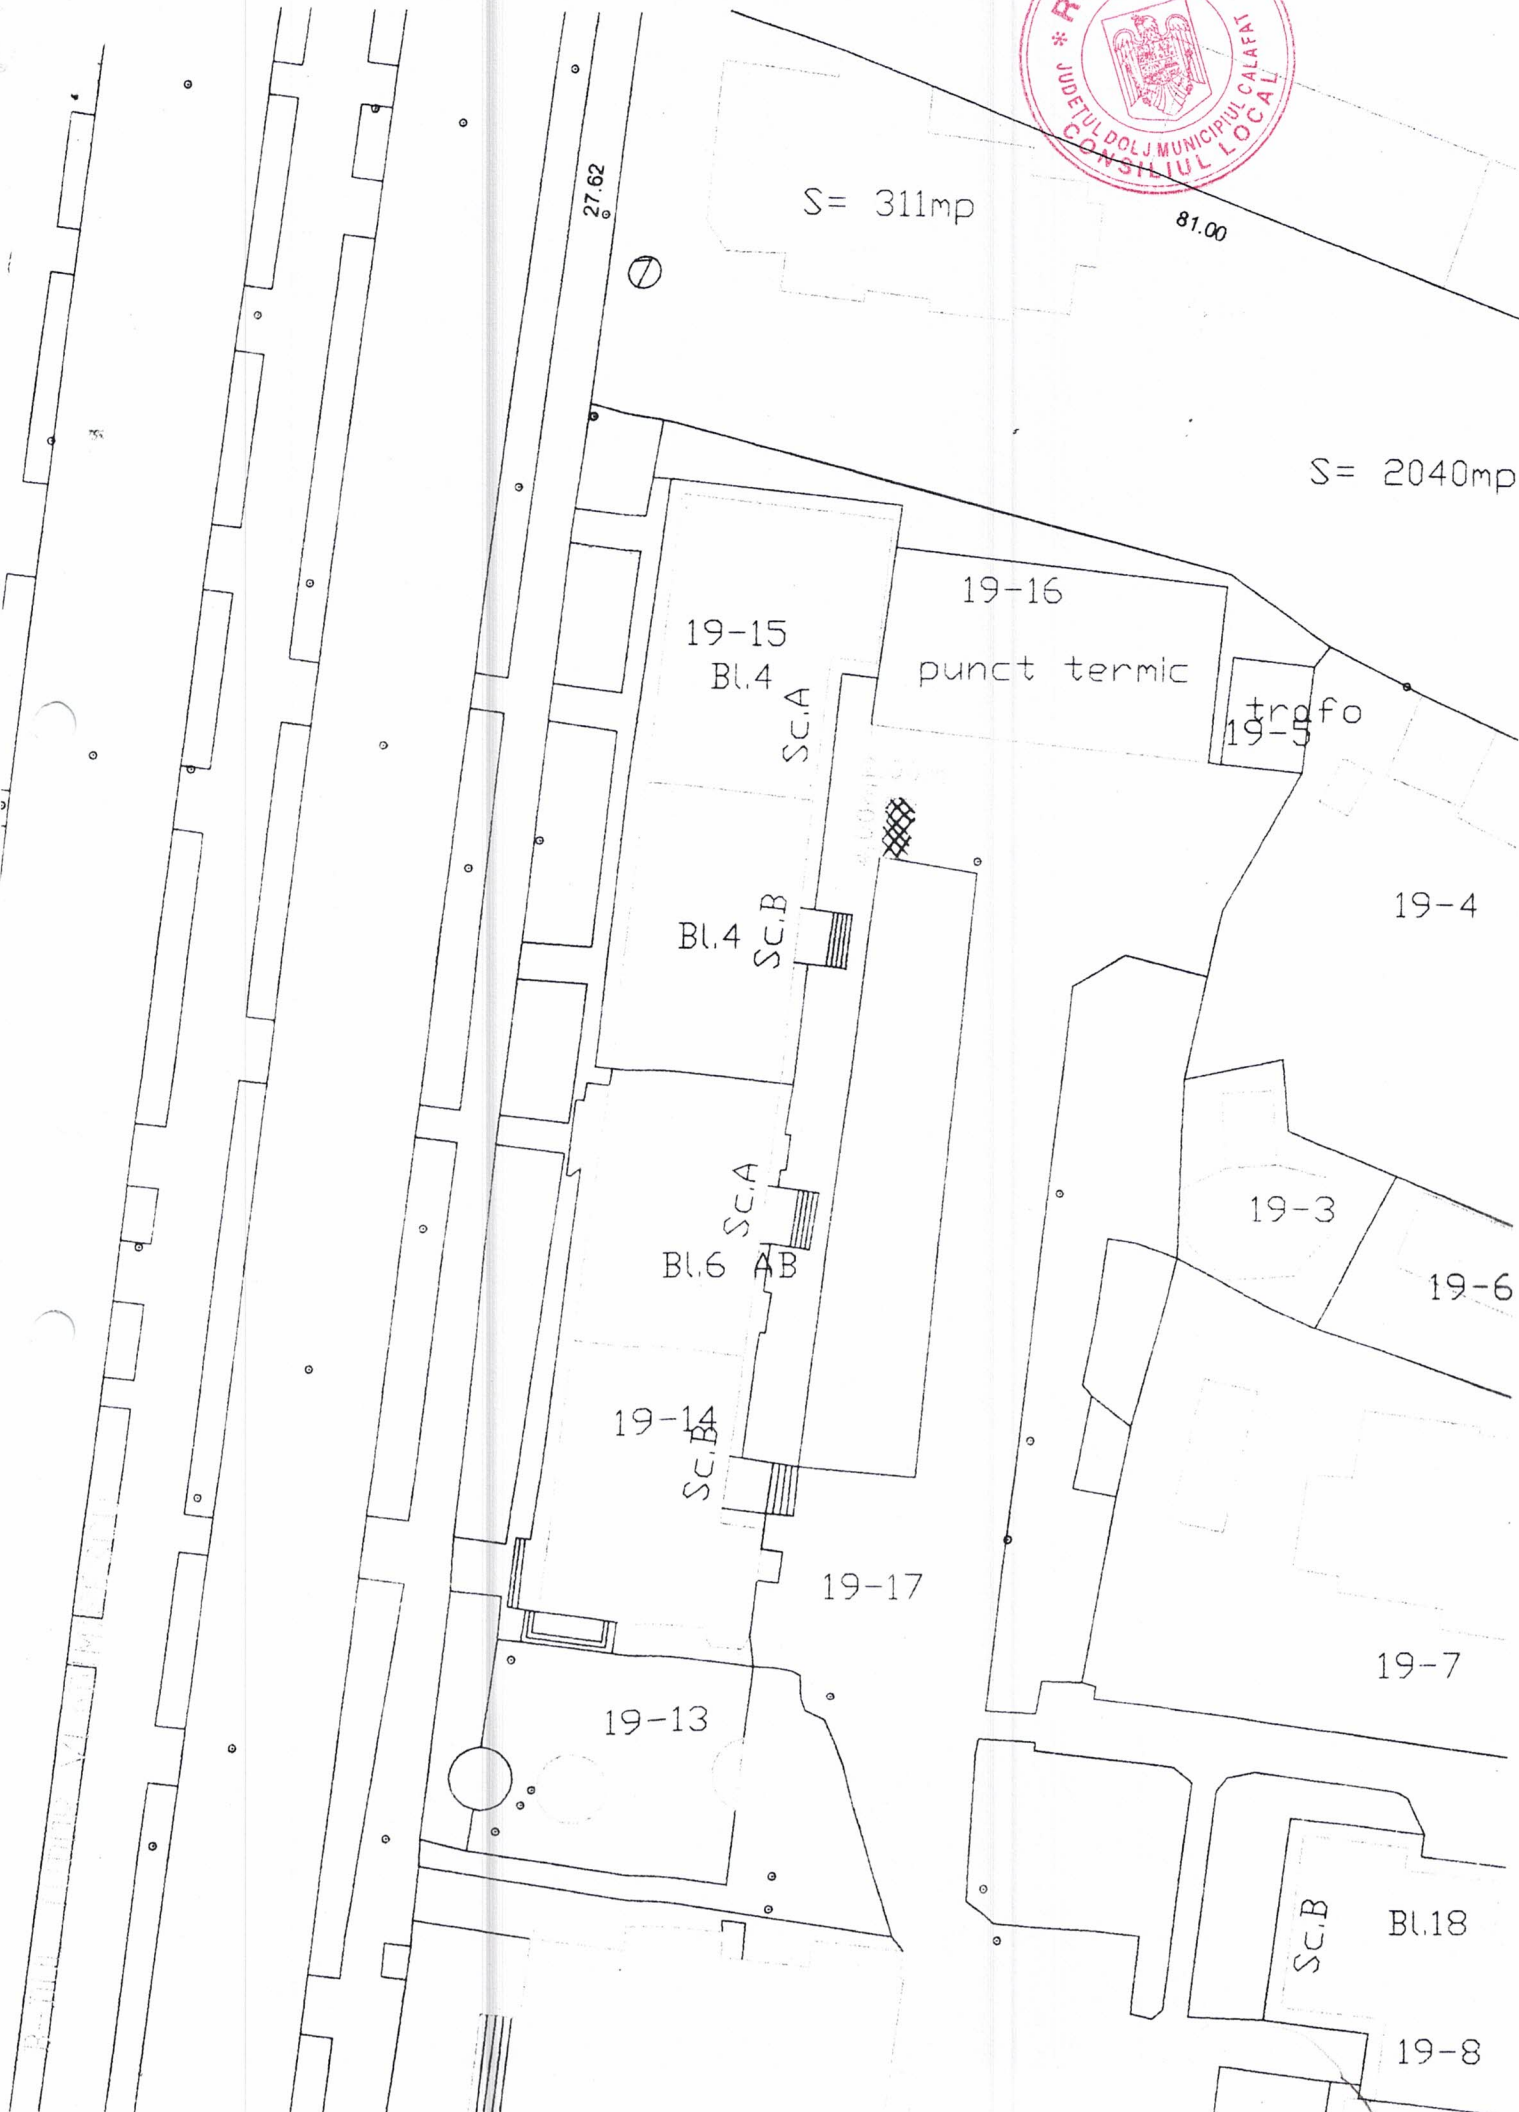 * R
JUDEȚUL DOLJ MUNICIPIUL CALAFAT
CONSILIUL LOCAL
27.62
S= 311mp
81.00
7
S= 2040mp
19-16
19-15
Bl.4
Sc.A
punct termic
trafo
19-5
19-4
Bl.4
Sc.B
Sc.A
19-3
Bl.6 AB
19-6
19-14
Sc.B
19-17
19-7
19-13
Sc.B
Bl.18
19-8